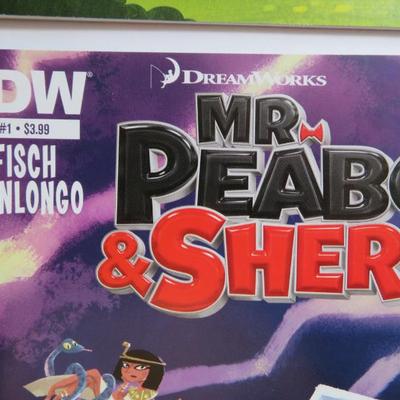 DW
#1 • $3.99
FISCH
NLONGO
DREAMWORKS
MR.
PEABO
& SHER